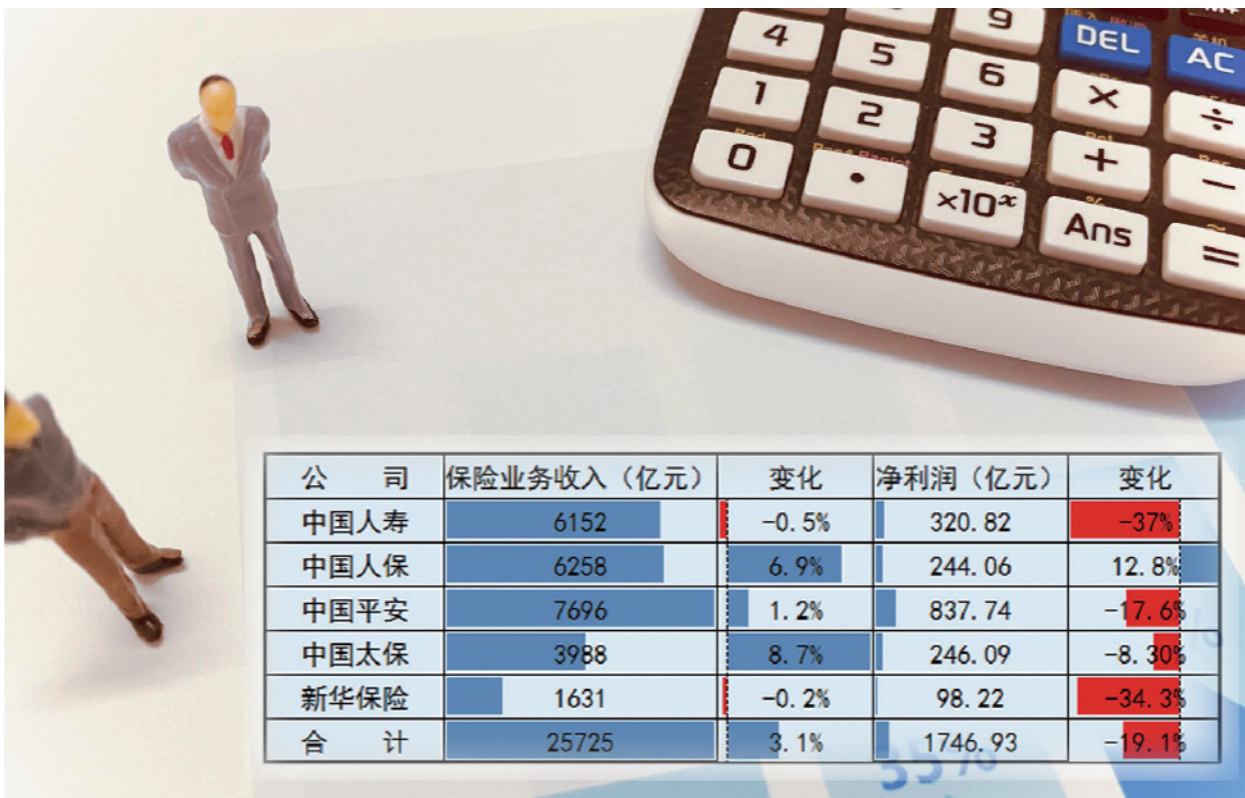 9 DEL AC
4 5 6 × ÷
1 2 3 + −
0 · ×10ˣ Ans =
公 司 保险业务收入（亿元） 变化 净利润（亿元） 变化
中国人寿 6152 -0.5% 320.82 -37%
中国人保 6258 6.9% 244.06 12.8%
中国平安 7696 1.2% 837.74 -17.6%
中国太保 3988 8.7% 246.09 -8.30%
新华保险 1631 -0.2% 98.22 -34.3%
合 计 25725 3.1% 1746.93 -19.1%
35%